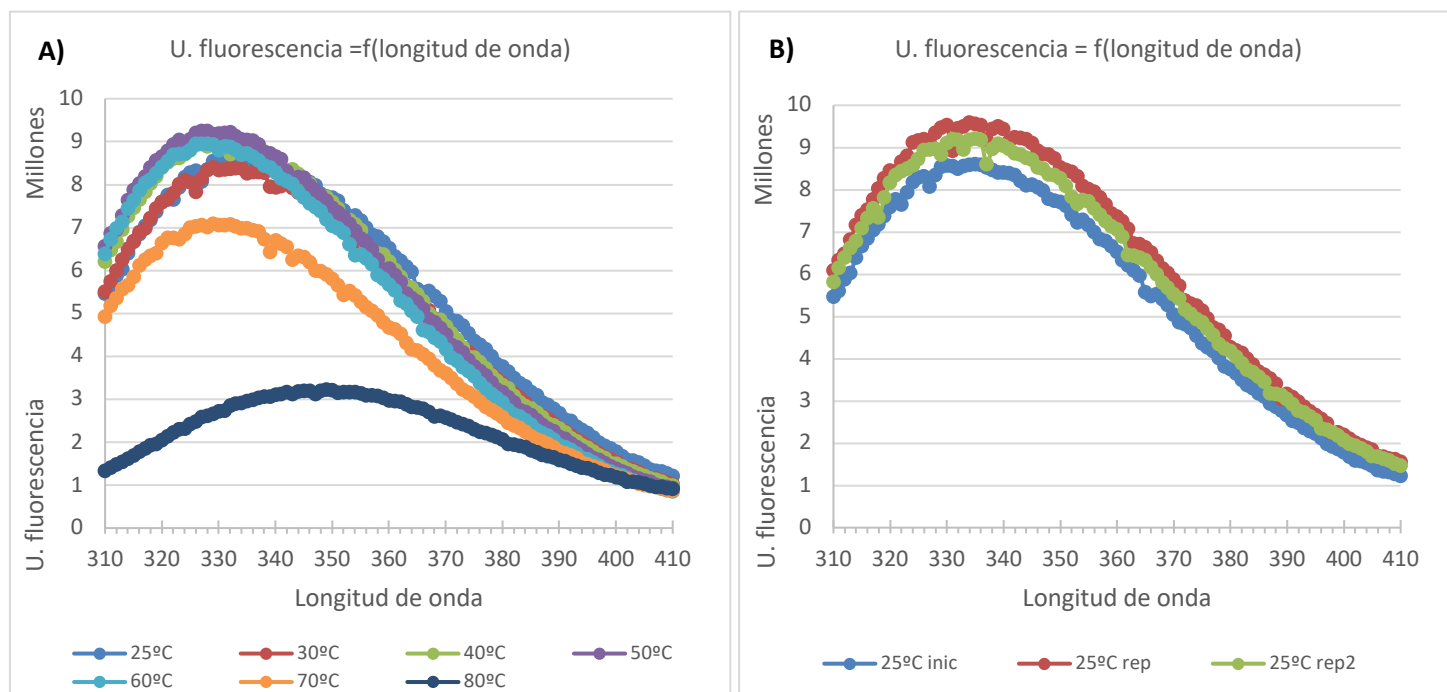 A)
U. fluorescencia =f(longitud de onda)
Millones
U. fluorescencia
10
9
8
7
6
5
4
3
2
1
0
310 320 330 340 350 360 370 380 390 400 410
Longitud de onda
25ºC 30ºC 40ºC 50ºC
60ºC 70ºC 80ºC
B)
U. fluorescencia = f(longitud de onda)
Millones
U. fluorescencia
10
9
8
7
6
5
4
3
2
1
0
310 320 330 340 350 360 370 380 390 400 410
Longitud de onda
25ºC inic 25ºC rep 25ºC rep2